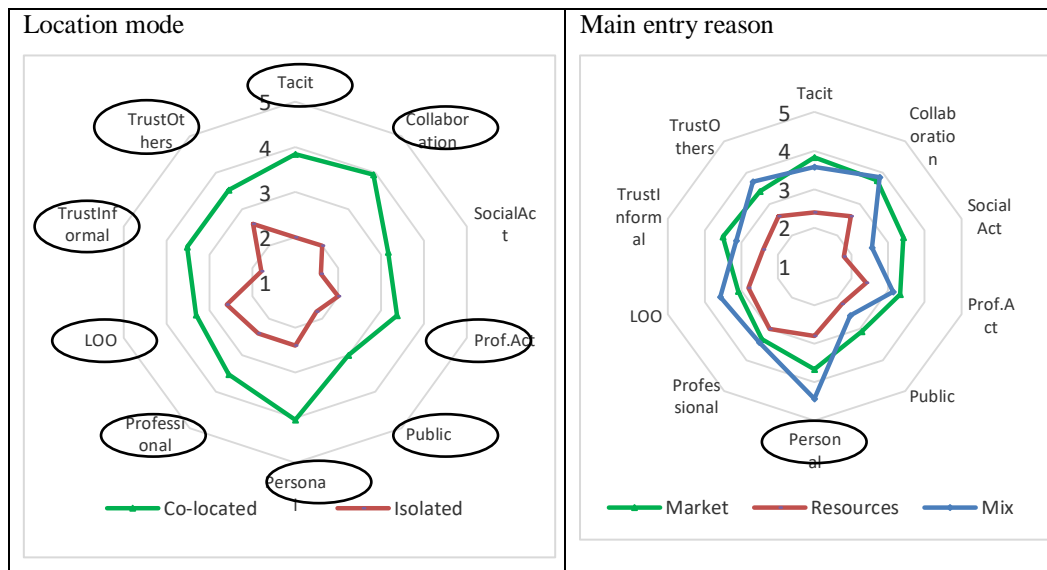 Location mode
Tacit
Collabor
ation
SocialAc
t
Prof.Act
Public
Persona
l
Professi
onal
LOO
TrustInf
ormal
TrustOt
hers
5
4
3
2
1
Co-located
Isolated
Main entry reason
Tacit
Collab
oratio
n
Social
Act
Prof.A
ct
Public
Person
al
Profes
sional
LOO
TrustI
nform
al
TrustO
thers
5
4
3
2
1
Market
Resources
Mix